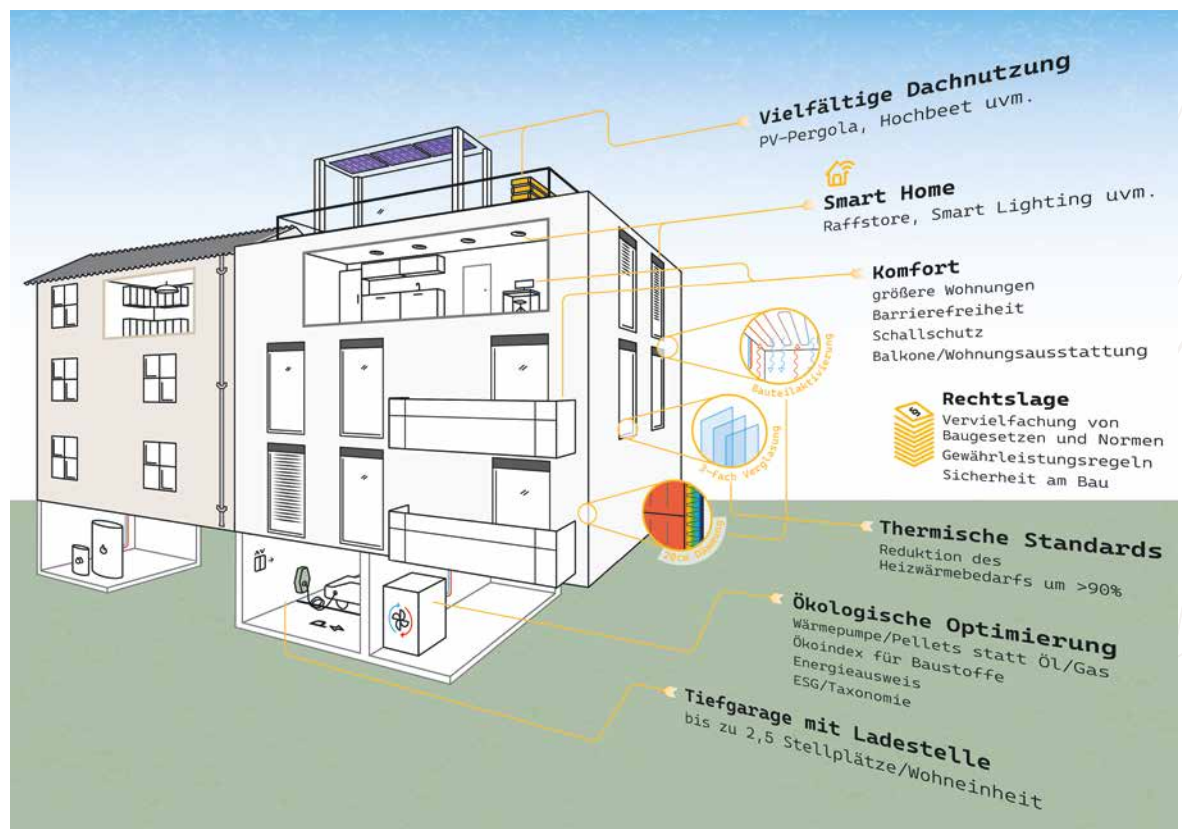 Vielfältige Dachnutzung
PV-Pergola, Hochbeet uvm.
Smart Home
Raffstore, Smart Lighting uvm.
Komfort
größere Wohnungen
Barrierefreiheit
Schallschutz
Balkone/Wohnungsausstattung
Bauteilaktivierung
§
Rechtslage
Vervielfachung von
Baugesetzen und Normen
Gewährleistungsregeln
Sicherheit am Bau
3-fach Verglasung
20cm Dämmung
Thermische Standards
Reduktion des
Heizwärmebedarfs um >90%
Ökologische Optimierung
Wärmepumpe/Pellets statt Öl/Gas
Ökoindex für Baustoffe
Energieausweis
ESG/Taxonomie
Tiefgarage mit Ladestelle
bis zu 2,5 Stellplätze/Wohneinheit